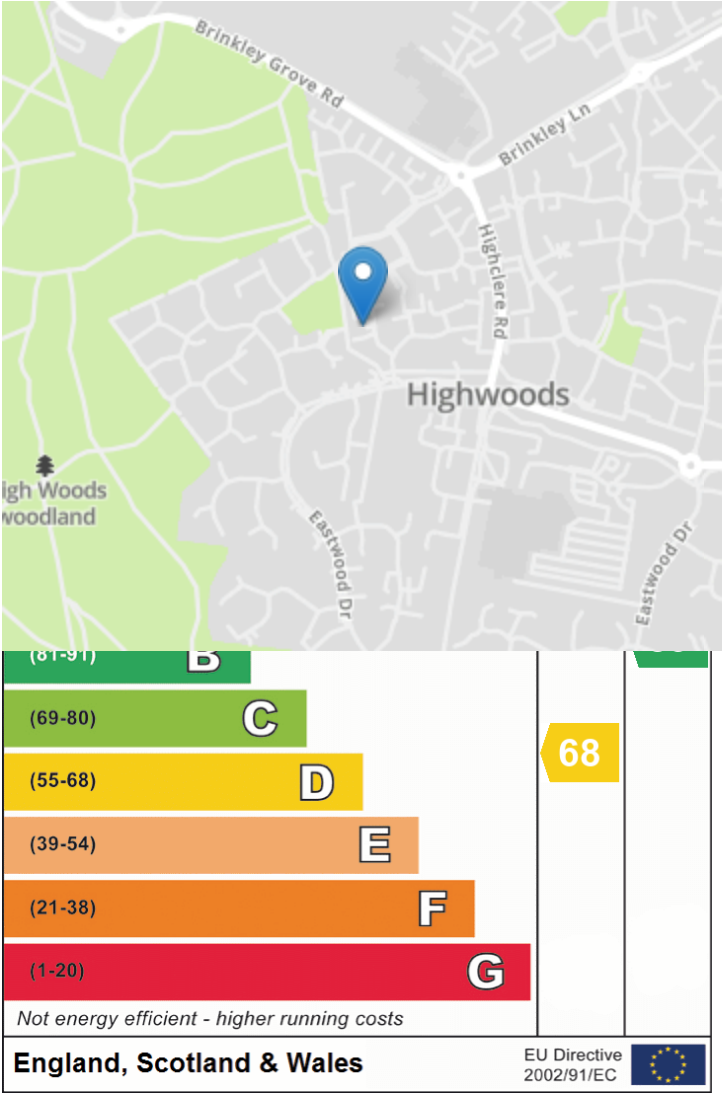 Brinkley Grove Rd
Brinkley Ln
Highclere Rd
Highwoods
igh Woods
woodland
Eastwood Dr
Eastwood Dr
(81-91) B
(69-80) C
68
(55-68) D
(39-54) E
(21-38) F
(1-20) G
Not energy efficient - higher running costs
England, Scotland & Wales
EU Directive
2002/91/EC